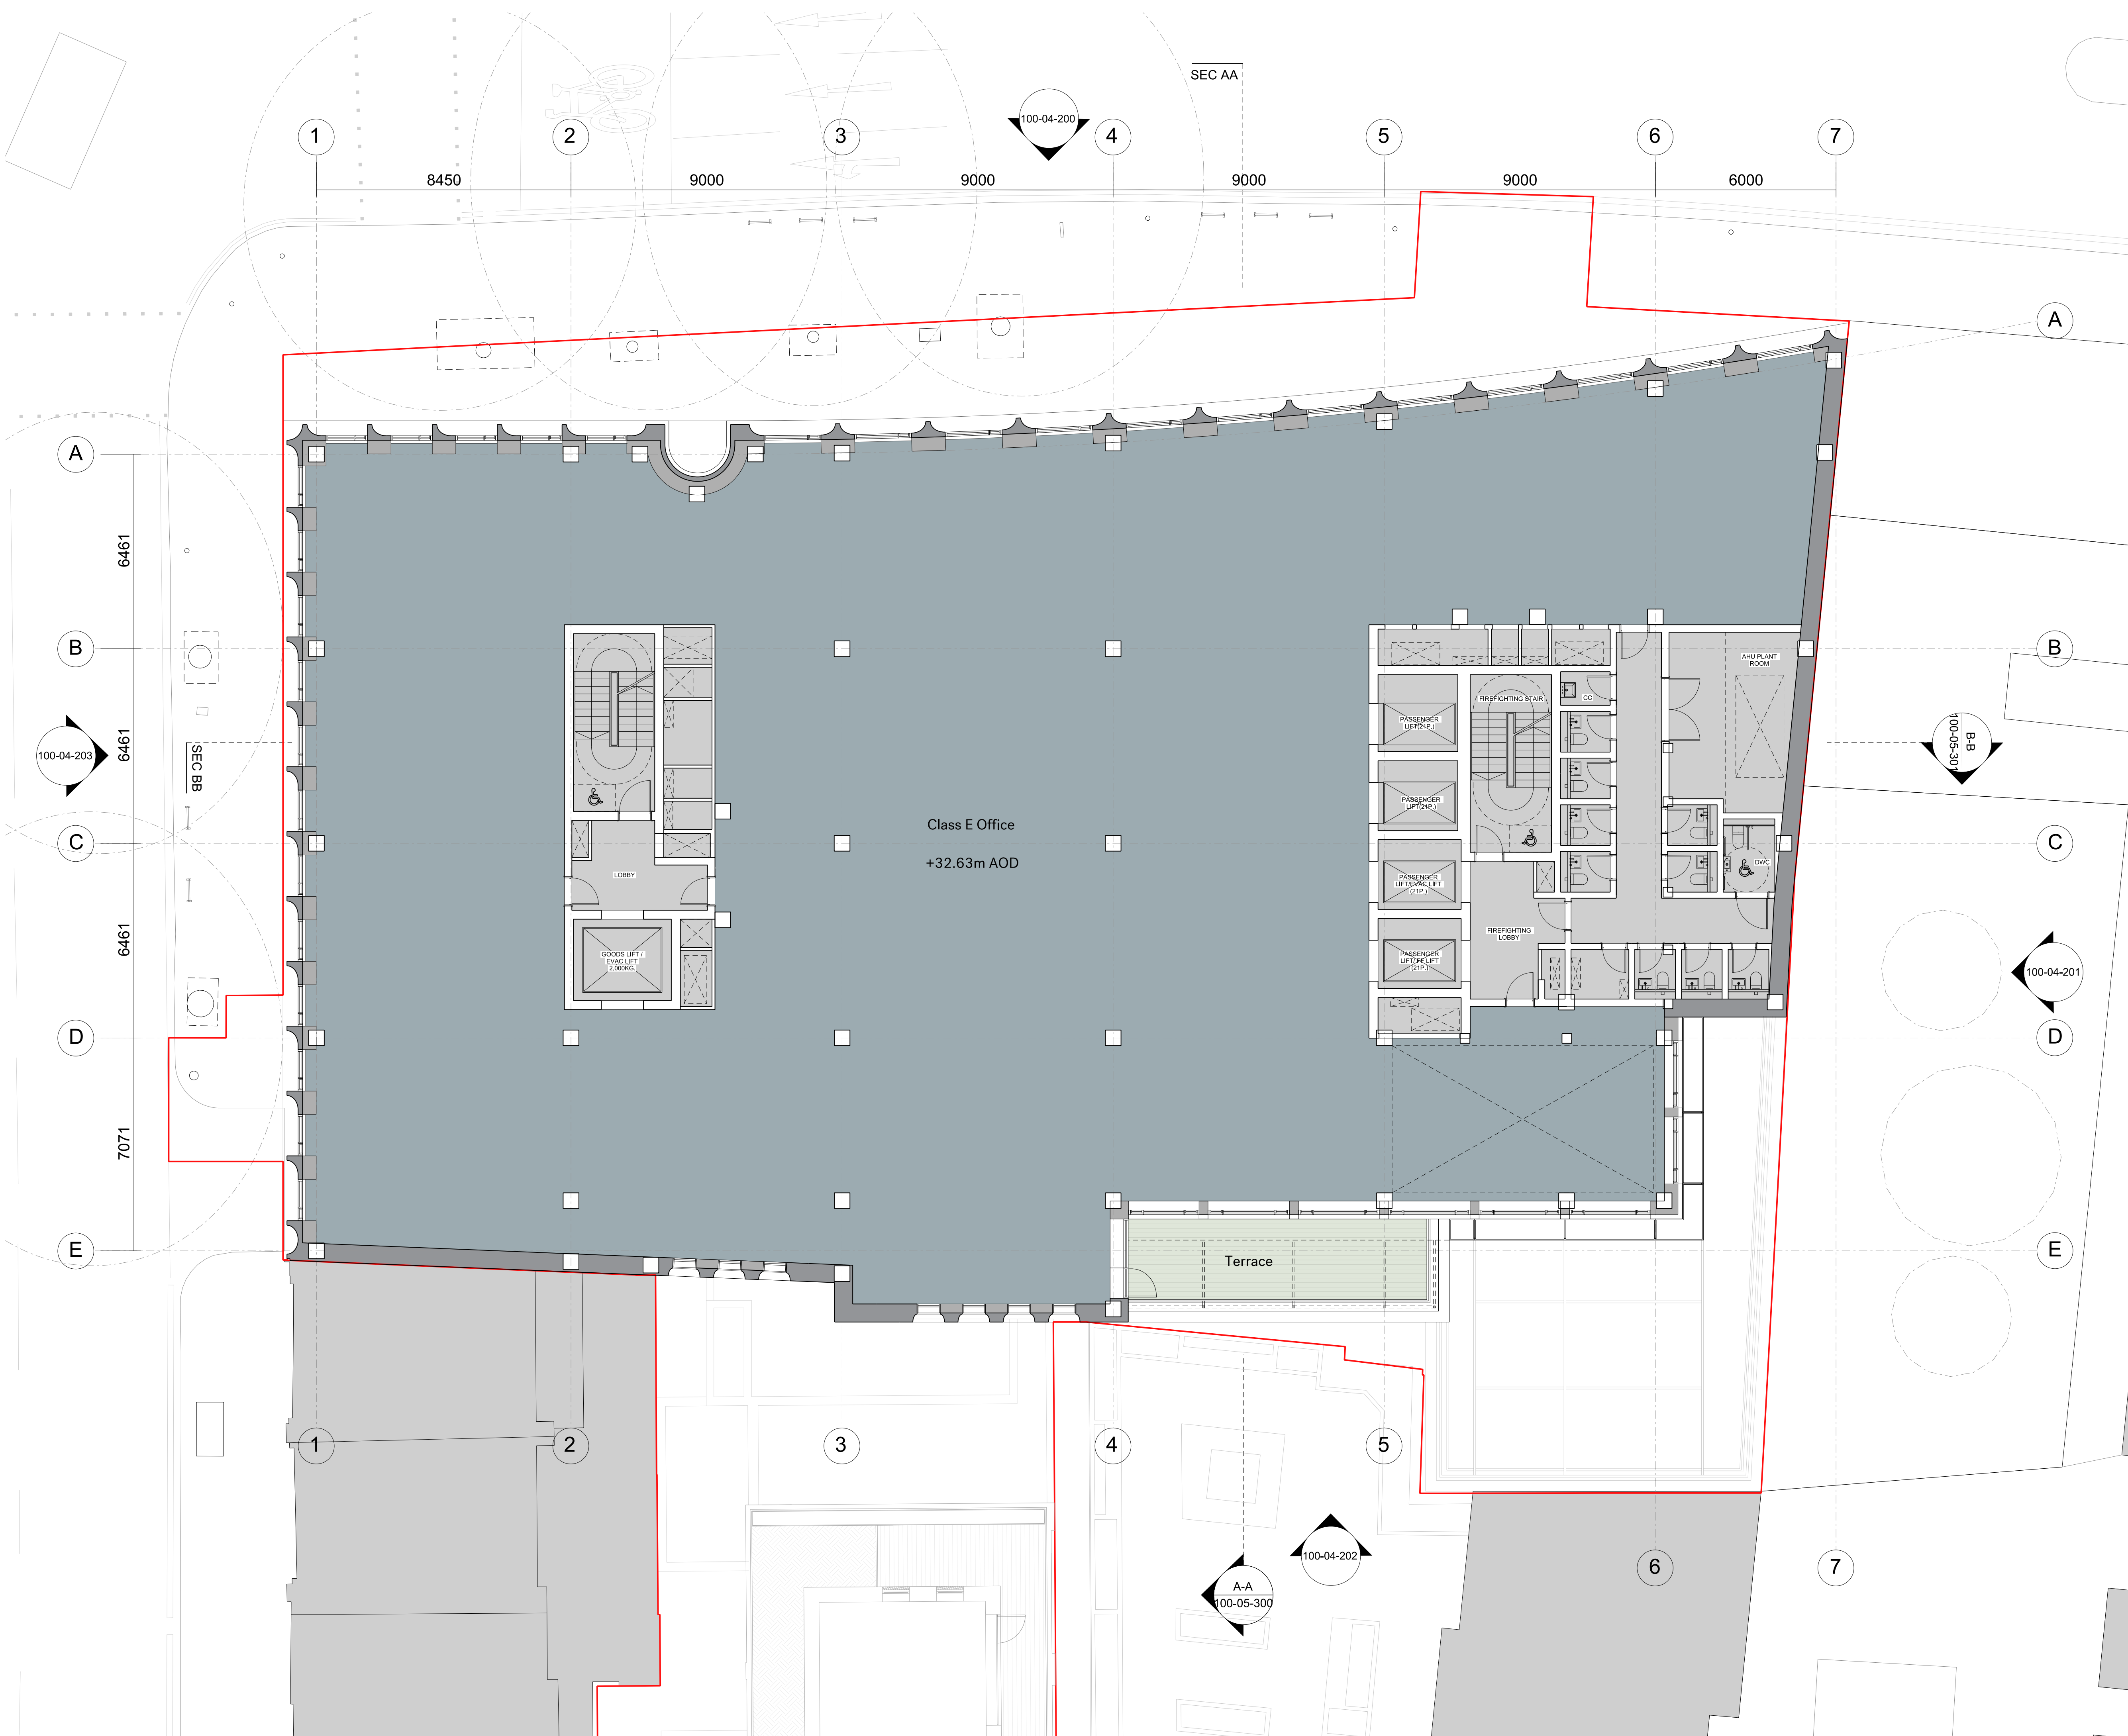 SEC AA
100-04-200
1
2
3
4
5
6
7
8450
9000
9000
9000
9000
6000
A
A
6461
B
AHU PLANT
ROOM
B
FIREFIGHTING STAIR
CC
PASSENGER
LIFT(21P.)
6461
100-04-203
SEC BB
B-B
100-05-301
PASSENGER
LIFT(21P.)
Class E Office
+32.63m AOD
C
C
DWC
LOBBY
PASSENGER
LIFT/EVAC LIFT
(21P.)
6461
FIREFIGHTING
LOBBY
GOODS LIFT /
EVAC LIFT
2,000KG.
PASSENGER
LIFT/FF LIFT
(21P.)
100-04-201
D
D
7071
E
Terrace
E
1
2
3
4
5
6
7
100-04-202
A-A
100-05-300